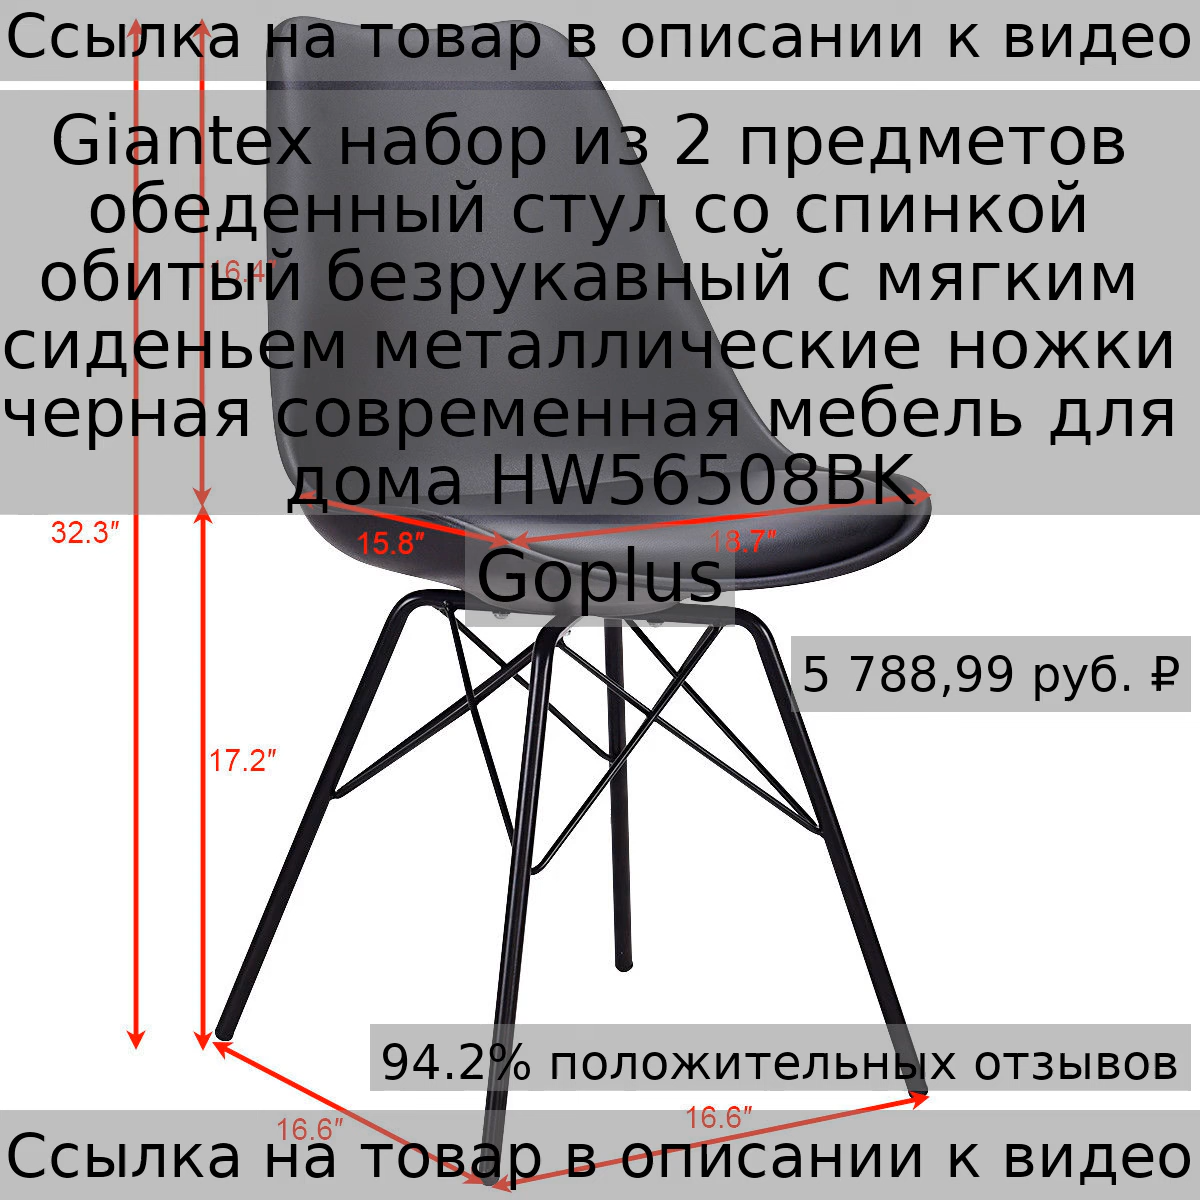 Ссылка на товар в описании к видео
Giantex набор из 2 предметов
обеденный стул со спинкой
обитый безрукавный с мягким
сиденьем металлические ножки
черная современная мебель для
дома HW56508BK
16.4″
32.3″
15.8″
18.7″
Goplus
5 788,99 руб. ₽
17.2″
94.2% положительных отзывов
16.6″
16.6″
Ссылка на товар в описании к видео